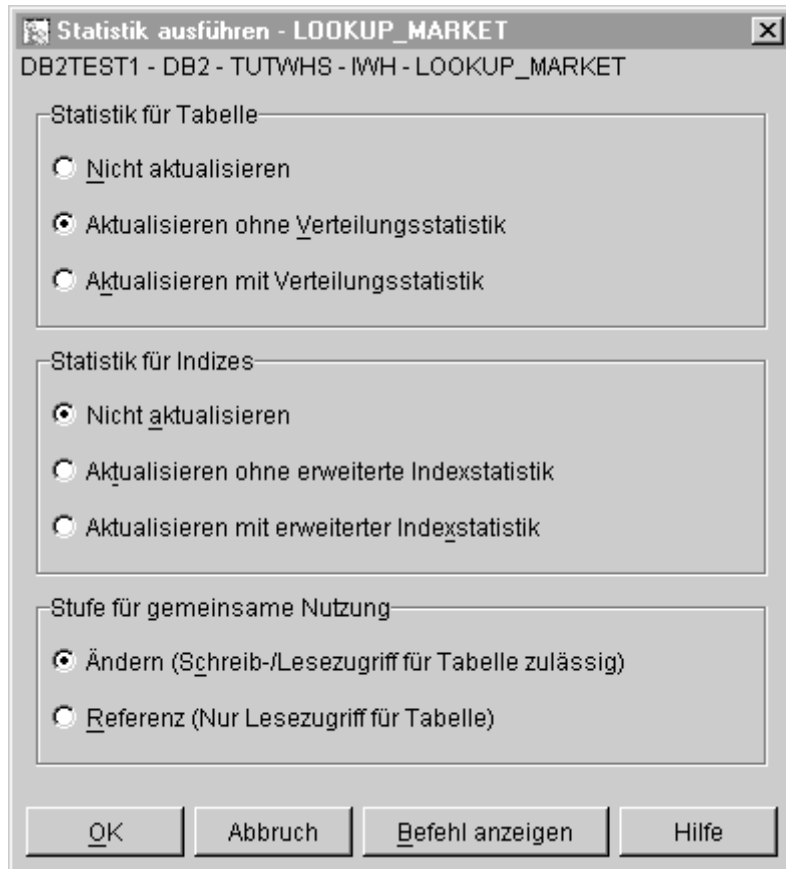 Statistik ausführen - LOOKUP_MARKET
DB2TEST1 - DB2 - TUTWHS - IWH - LOOKUP_MARKET
Statistik für Tabelle
Nicht aktualisieren
Aktualisieren ohne Verteilungsstatistik
Aktualisieren mit Verteilungsstatistik
Statistik für Indizes
Nicht aktualisieren
Aktualisieren ohne erweiterte Indexstatistik
Aktualisieren mit erweiterter Indexstatistik
Stufe für gemeinsame Nutzung
Ändern (Schreib-/Lesezugriff für Tabelle zulässig)
Referenz (Nur Lesezugriff für Tabelle)
OK Abbruch Befehl anzeigen Hilfe